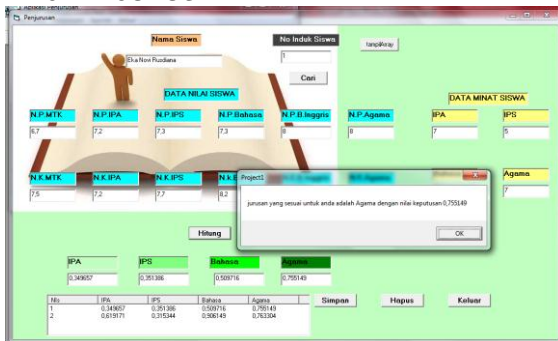 Penjurusan
Nama Siswa
No Induk Siswa
Eka Novi Rusdiana
1
Cari
DATA NILAI SISWA
DATA MINAT SISWA
N.P.MTK N.P.IPA N.P.IPS N.P.Bahasa N.P.B.Inggris N.P.Agama IPA IPS
6,7 7,2 7,3 7,3 8 8 7 5
N.K.MTK N.K.IPA N.K.IPS Agama
7,5 7,2 7,7 8,2 7
Project1
jurusan yang sesuai untuk anda adalah Agama dengan nilai keputusan 0,755149
OK
Hitung
IPA IPS Bahasa Agama
0,349657 0,351386 0,509716 0,755149
Nis IPA IPS Bahasa Agama
1 0,349657 0,351386 0,509716 0,755149
2 0,619171 0,315344 0,906149 0,763304
Simpan Hapus Keluar